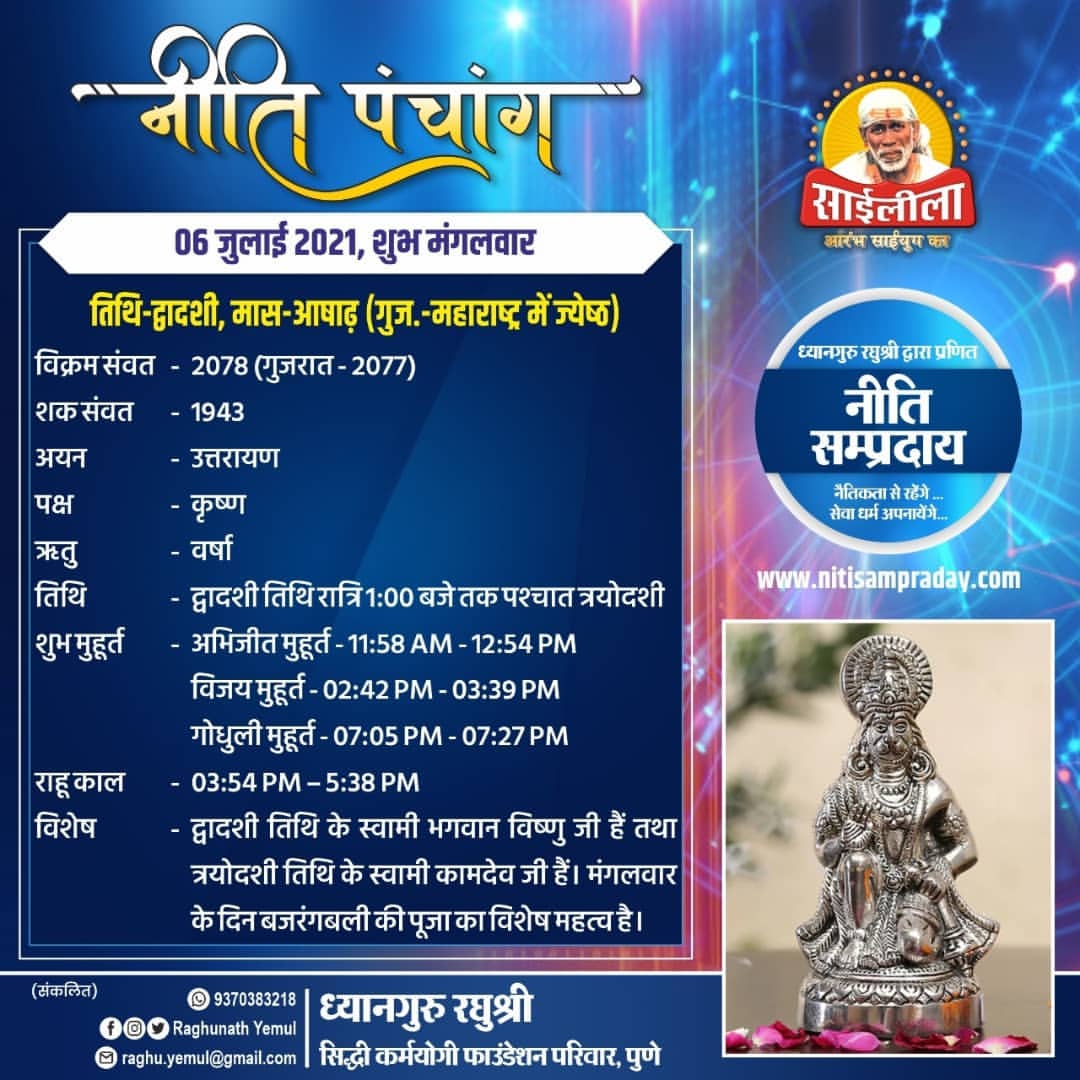 नीति पंचांग
साईलीला
आरंभ साईयुग का
06 जुलाई 2021, शुभ मंगलवार
तिथि-द्वादशी, मास-आषाढ़ (गुज.-महाराष्ट्र में ज्येष्ठ)
विक्रम संवत - 2078 (गुजरात - 2077)
शक संवत - 1943
अयन - उत्तरायण
पक्ष - कृष्ण
ऋतु - वर्षा
तिथि - द्वादशी तिथि रात्रि 1:00 बजे तक पश्चात त्रयोदशी
शुभ मुहूर्त - अभिजीत मुहूर्त - 11:58 AM - 12:54 PM
विजय मुहूर्त - 02:42 PM - 03:39 PM
गोधुली मुहूर्त - 07:05 PM - 07:27 PM
राहू काल - 03:54 PM – 5:38 PM
विशेष - द्वादशी तिथि के स्वामी भगवान विष्णु जी हैं तथा
त्रयोदशी तिथि के स्वामी कामदेव जी हैं। मंगलवार
के दिन बजरंगबली की पूजा का विशेष महत्व है।
ध्यानगुरु रघुश्री द्वारा प्रणित
नीति
सम्प्रदाय
नैतिकता से रहेंगे ...
सेवा धर्म अपनायेंगे...
www.nitisampraday.com
(संकलित)
9370383218
Raghunath Yemul
raghu.yemul@gmail.com
ध्यानगुरु रघुश्री
सिद्धी कर्मयोगी फाउंडेशन परिवार, पुणे